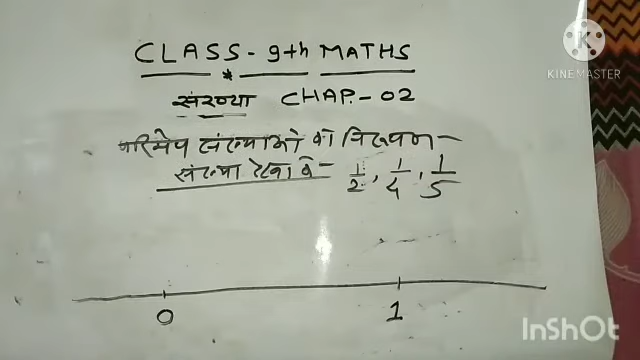 CLASS - 9th MATHS
संख्या CHAP. - 02
परिमेय संख्याओ का निरूपण -
संख्या रेखा पे - 1/2, 1/4, 1/5
0 1
KINEMASTER
InShOt